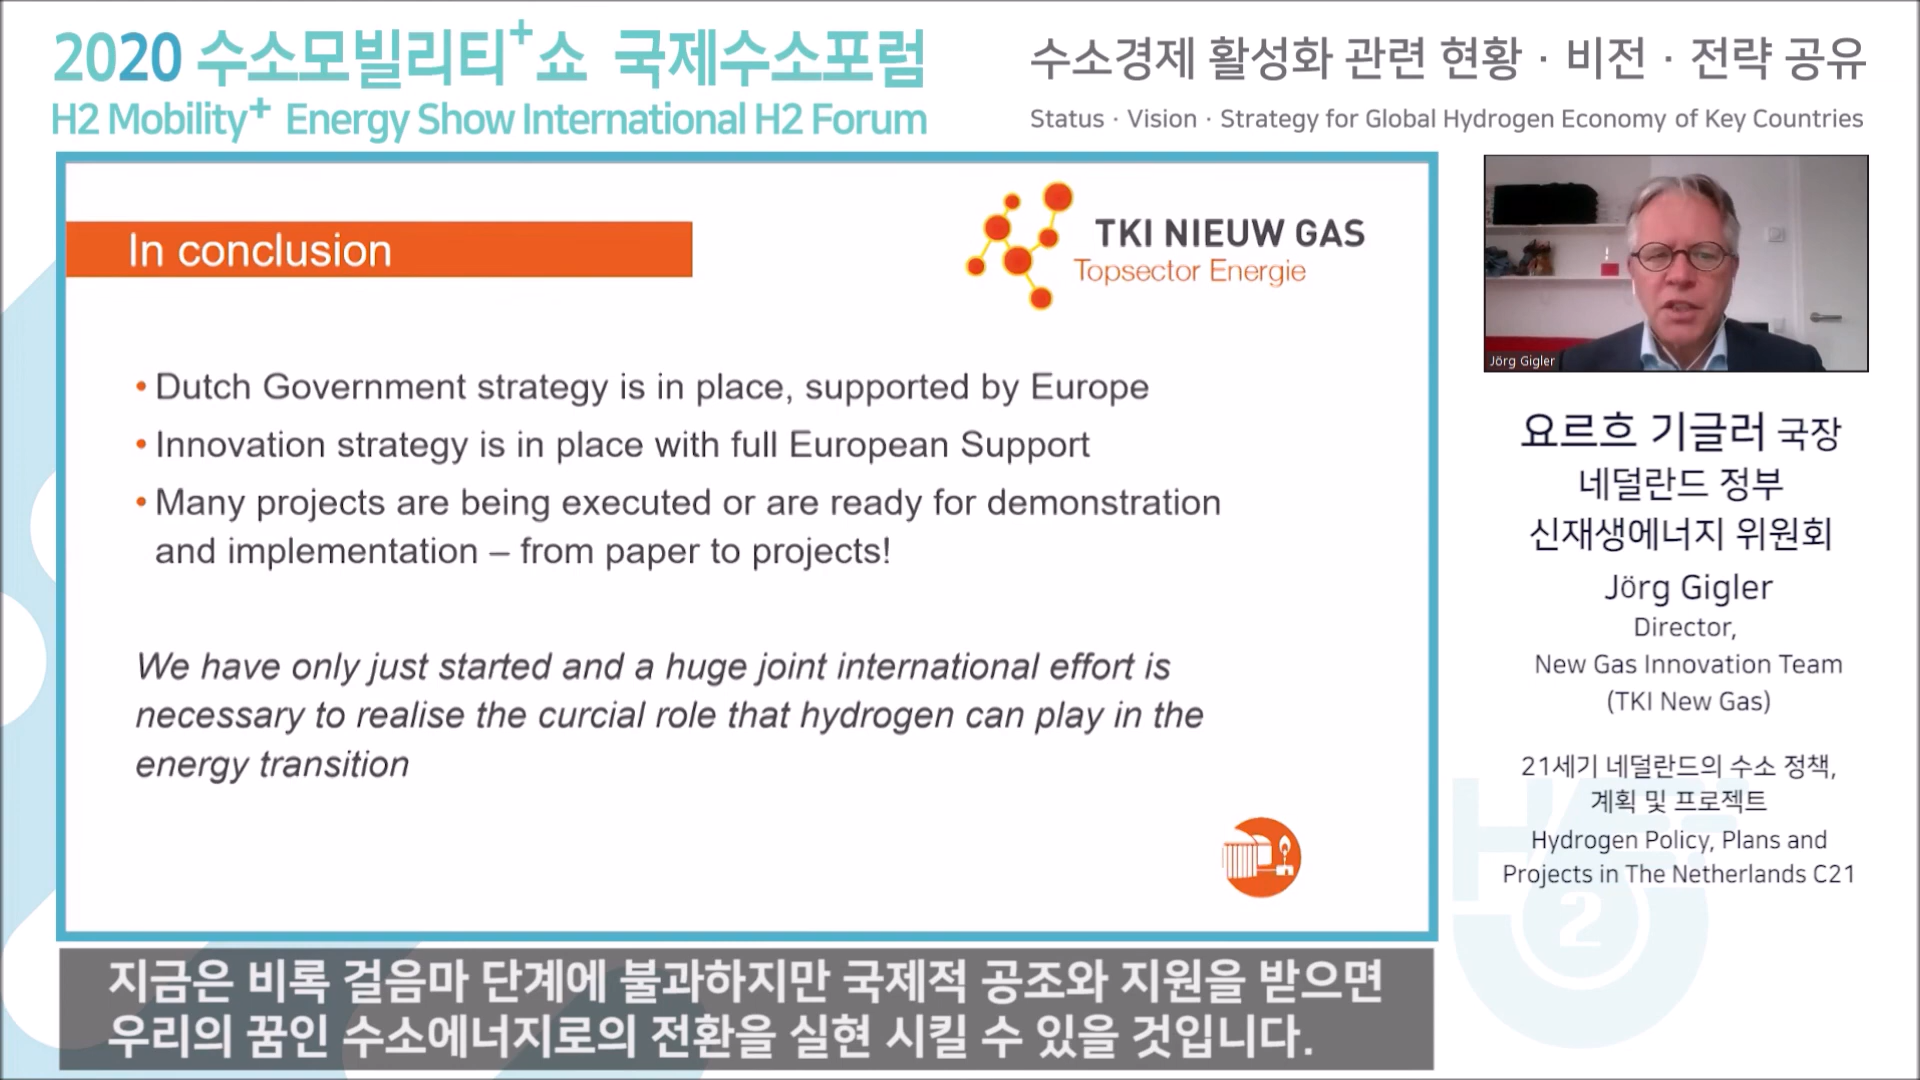 2020 수소모빌리티+쇼 국제수소포럼
H2 Mobility+ Energy Show International H2 Forum
수소경제 활성화 관련 현황 · 비전 · 전략 공유
Status · Vision · Strategy for Global Hydrogen Economy of Key Countries
In conclusion
TKI NIEUW GAS
Topsector Energie
• Dutch Government strategy is in place, supported by Europe
• Innovation strategy is in place with full European Support
• Many projects are being executed or are ready for demonstration
and implementation – from paper to projects!
We have only just started and a huge joint international effort is
necessary to realise the curcial role that hydrogen can play in the
energy transition
Jörg Gigler
요르흐 기글러 국장
네덜란드 정부
신재생에너지 위원회
Jörg Gigler
Director,
New Gas Innovation Team
(TKI New Gas)
21세기 네덜란드의 수소 정책,
계획 및 프로젝트
Hydrogen Policy, Plans and
Projects in The Netherlands C21
H
2
지금은 비록 걸음마 단계에 불과하지만 국제적 공조와 지원을 받으면
우리의 꿈인 수소에너지로의 전환을 실현 시킬 수 있을 것입니다.